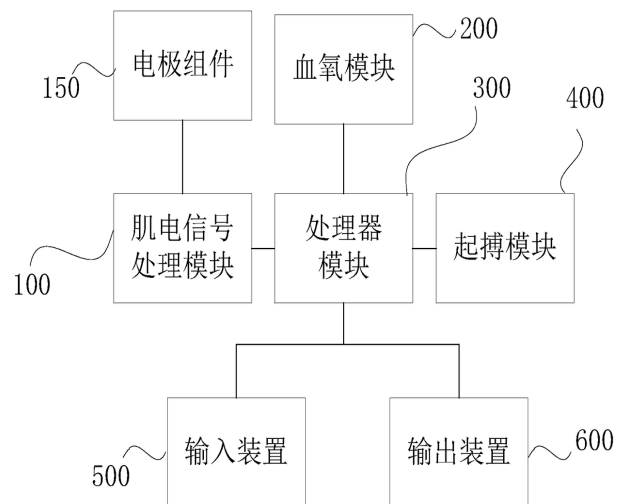 电极组件
150
血氧模块
200
300
400
肌电信号
处理模块
100
处理器
模块
起搏模块
输入装置
500
输出装置
600